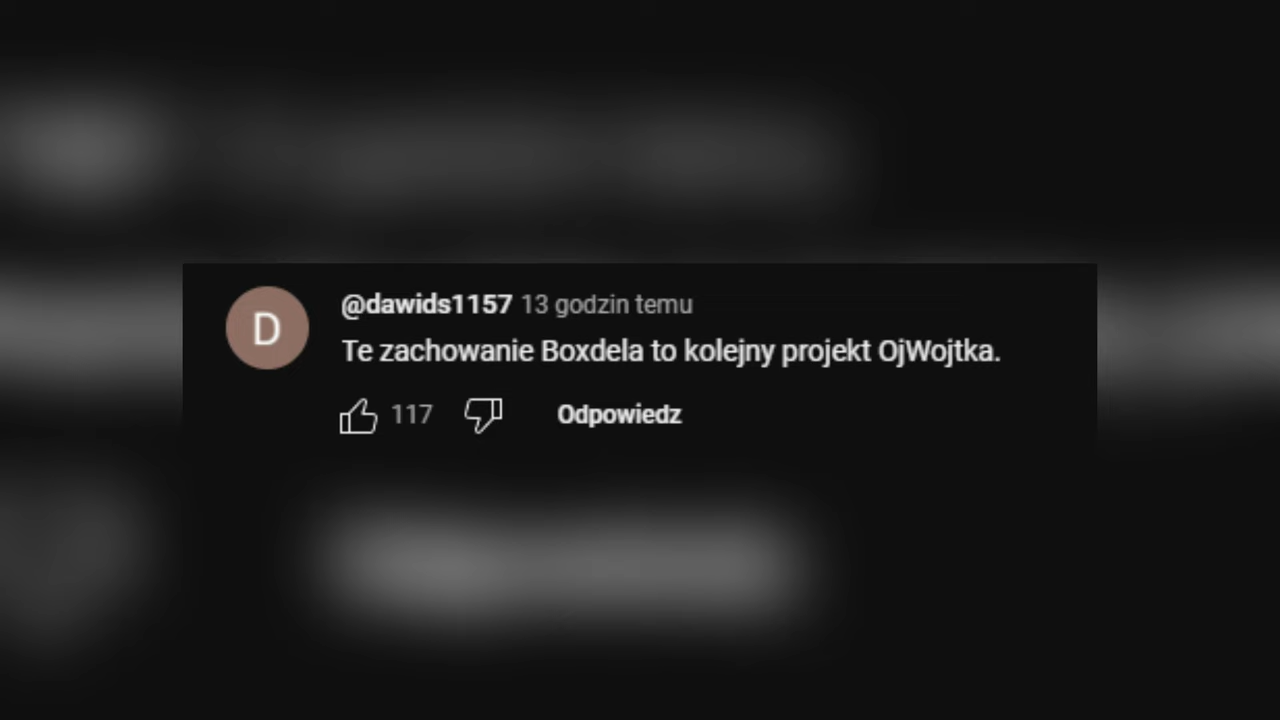 D
@dawids1157 13 godzin temu
Te zachowanie Boxdela to kolejny projekt OjWojtka.
117
Odpowiedz